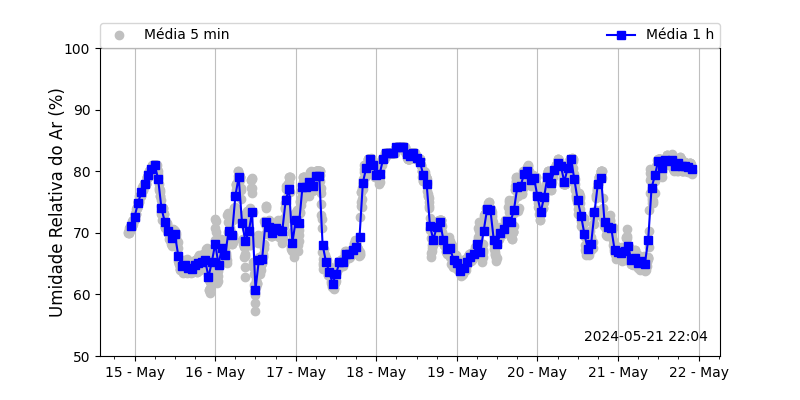 Média 5 min
Média 1 h
Umidade Relativa do Ar (%)
100
90
80
70
60
50
2024-05-21 22:04
15 - May
16 - May
17 - May
18 - May
19 - May
20 - May
21 - May
22 - May